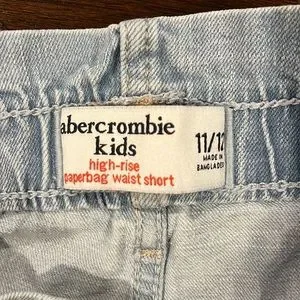 abercrombie
kids
high-rise
paperbag waist short
11/12
MADE IN
BANGLADESH